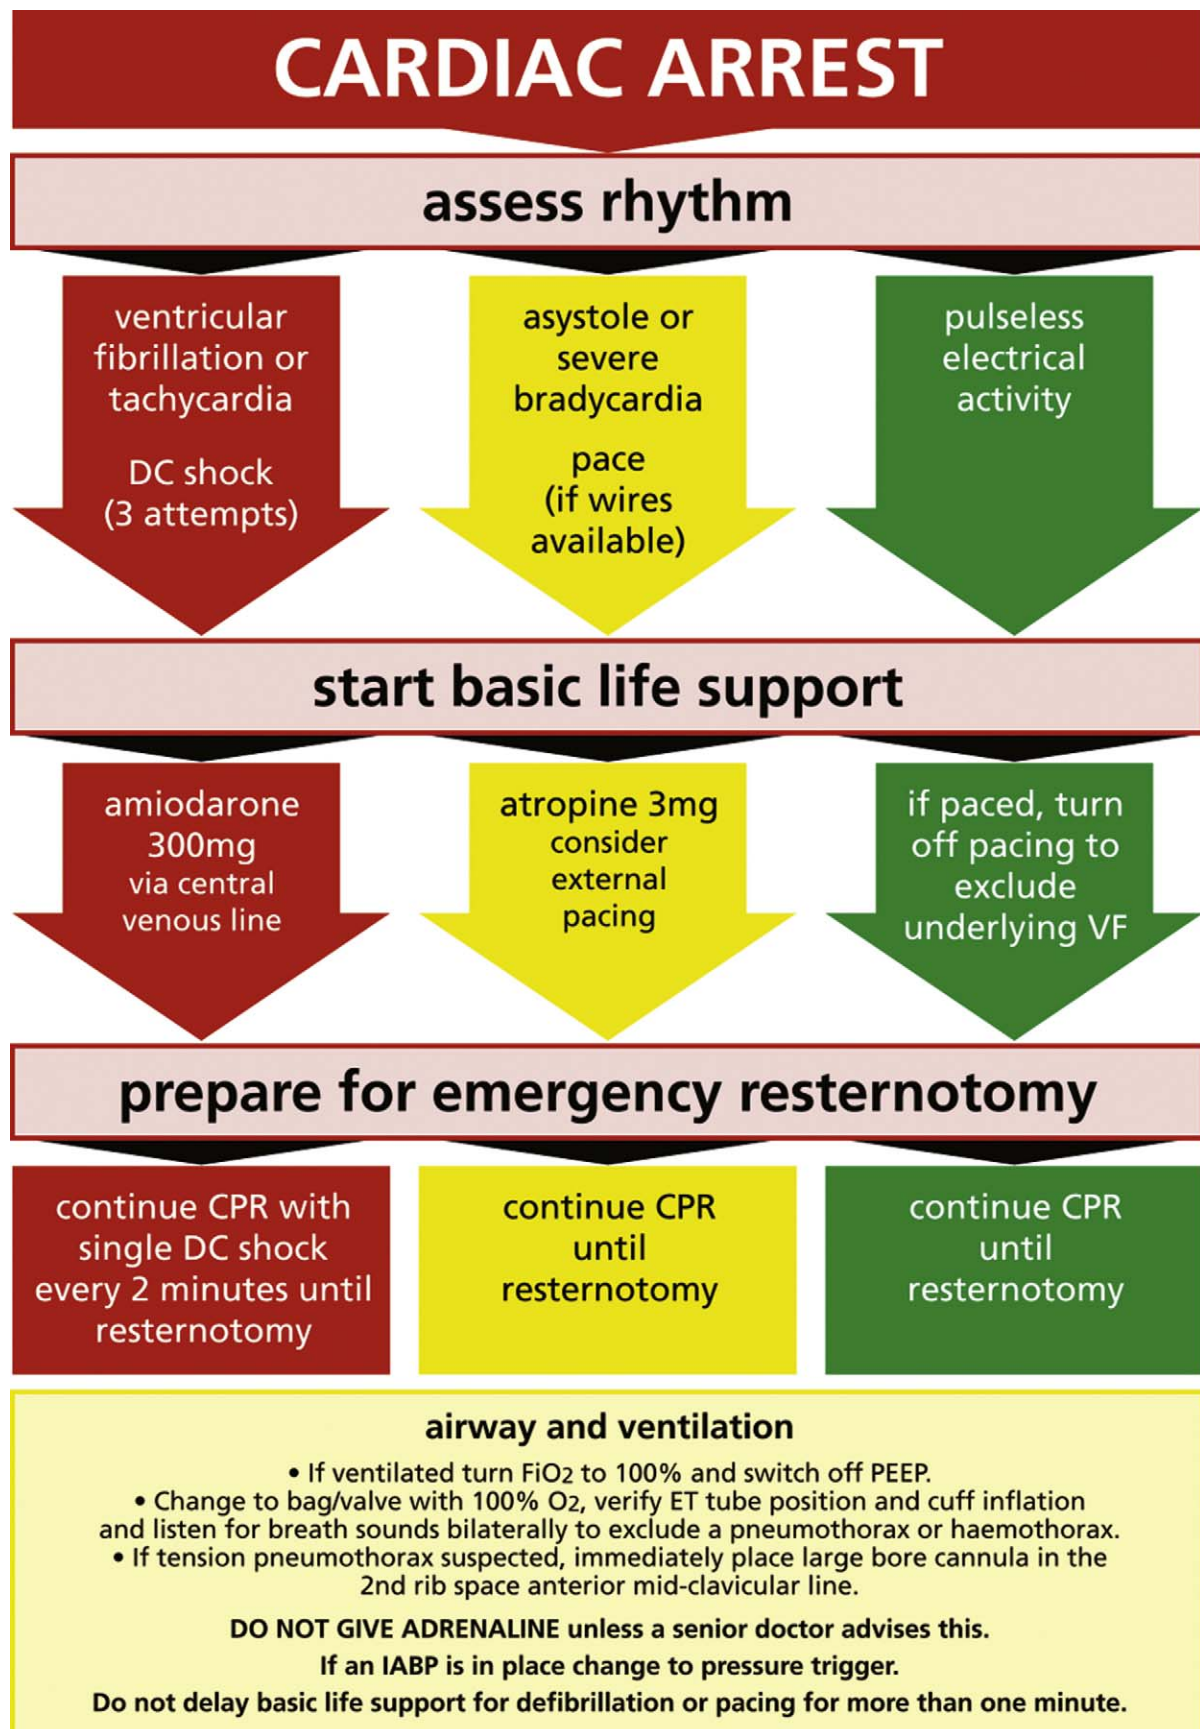 CARDIAC ARREST
assess rhythm
ventricular
fibrillation or
tachycardia
DC shock
(3 attempts)
asystole or
severe
bradycardia
pace
(if wires
available)
pulseless
electrical
activity
start basic life support
amiodarone
300mg
via central
venous line
atropine 3mg
consider
external
pacing
if paced, turn
off pacing to
exclude
underlying VF
prepare for emergency resternotomy
continue CPR with
single DC shock
every 2 minutes until
resternotomy
continue CPR
until
resternotomy
continue CPR
until
resternotomy
airway and ventilation
• If ventilated turn FiO2 to 100% and switch off PEEP.
• Change to bag/valve with 100% O2, verify ET tube position and cuff inflation
and listen for breath sounds bilaterally to exclude a pneumothorax or haemothorax.
• If tension pneumothorax suspected, immediately place large bore cannula in the
2nd rib space anterior mid-clavicular line.
DO NOT GIVE ADRENALINE unless a senior doctor advises this.
If an IABP is in place change to pressure trigger.
Do not delay basic life support for defibrillation or pacing for more than one minute.